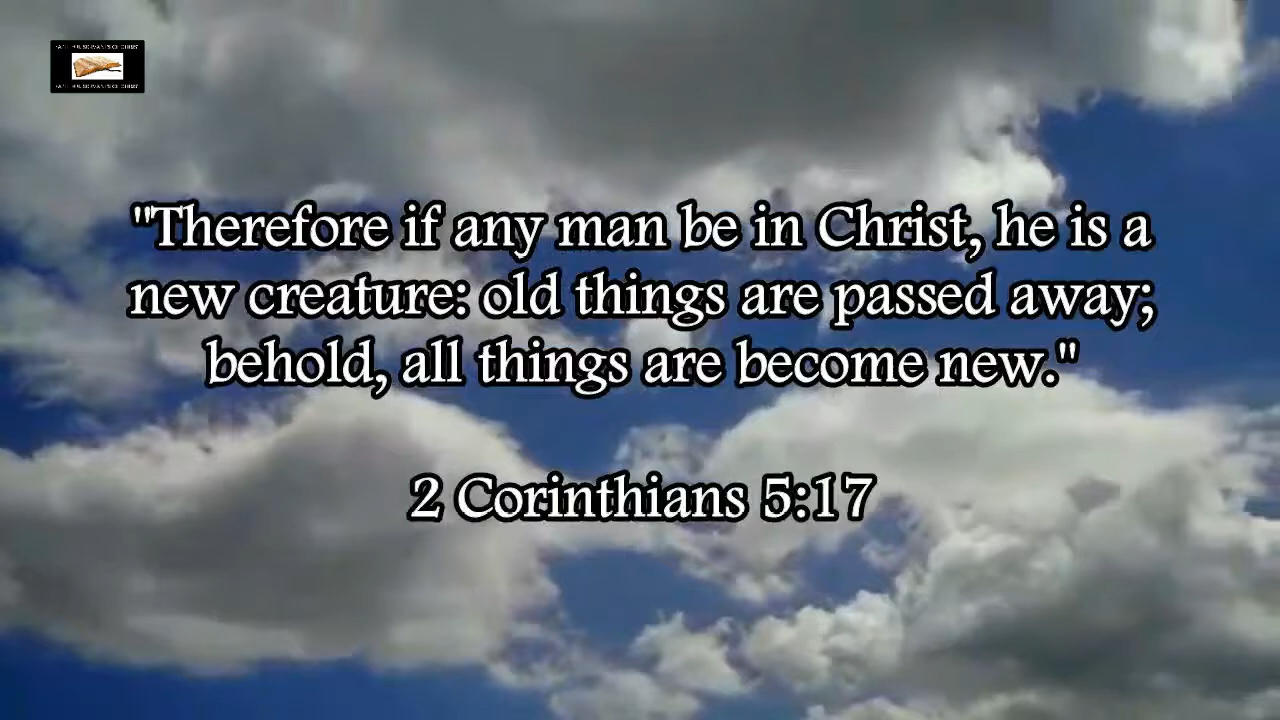 "Therefore if any man be in Christ, he is a
new creature: old things are passed away;
behold, all things are become new."
2 Corinthians 5:17